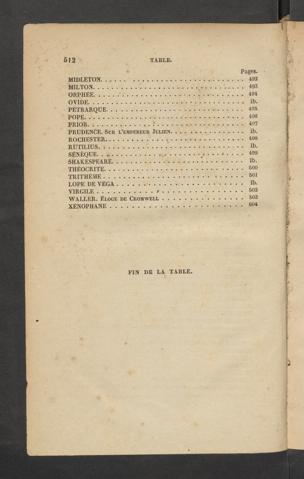 512 TABLE.
Pages.
MIDLETON. 492
MILTON. 493
ORPHÉE. 494
OVIDE. Ib.
PÉTRARQUE. 495
POPE. 496
PRIOR. 497
PRUDENCE. SUR L'EMPEREUR JULIEN. Ib.
ROCHESTER. 498
RUTILIUS. Ib.
SÉNÈQUE. 499
SHAKESPEARE. Ib.
THÉOCRITE. 500
TRITHÈME. 501
LOPE DE VÉGA. Ib.
VIRGILE 502
WALLER. ÉLOGE DE CROMWELL 503
XÉNOPHANE 504
FIN DE LA TABLE.